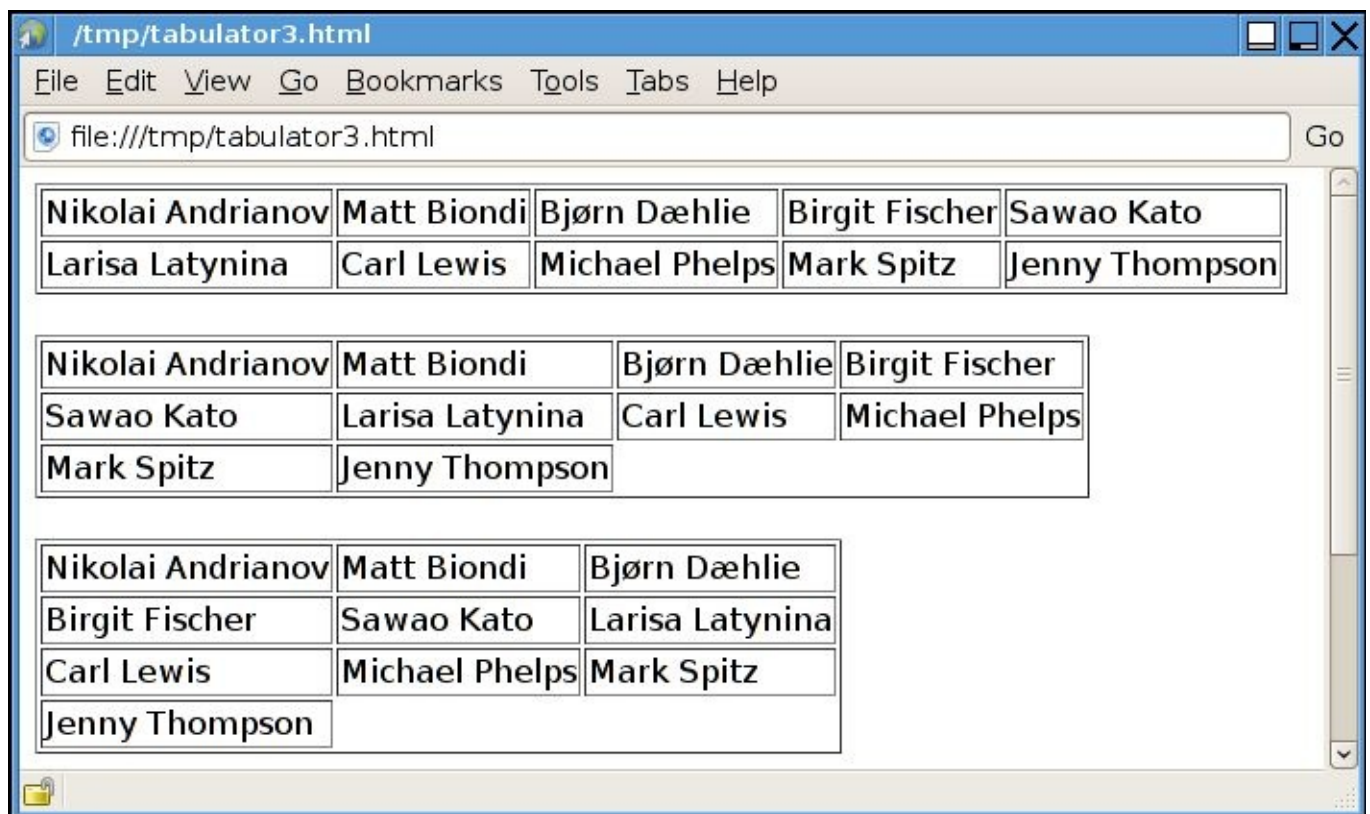 /tmp/tabulator3.html
File Edit View Go Bookmarks Tools Tabs Help
file:///tmp/tabulator3.html Go
Nikolai Andrianov Matt Biondi Bjørn Dæhlie Birgit Fischer Sawao Kato
Larisa Latynina Carl Lewis Michael Phelps Mark Spitz Jenny Thompson
Nikolai Andrianov Matt Biondi Bjørn Dæhlie Birgit Fischer
Sawao Kato Larisa Latynina Carl Lewis Michael Phelps
Mark Spitz Jenny Thompson
Nikolai Andrianov Matt Biondi Bjørn Dæhlie
Birgit Fischer Sawao Kato Larisa Latynina
Carl Lewis Michael Phelps Mark Spitz
Jenny Thompson